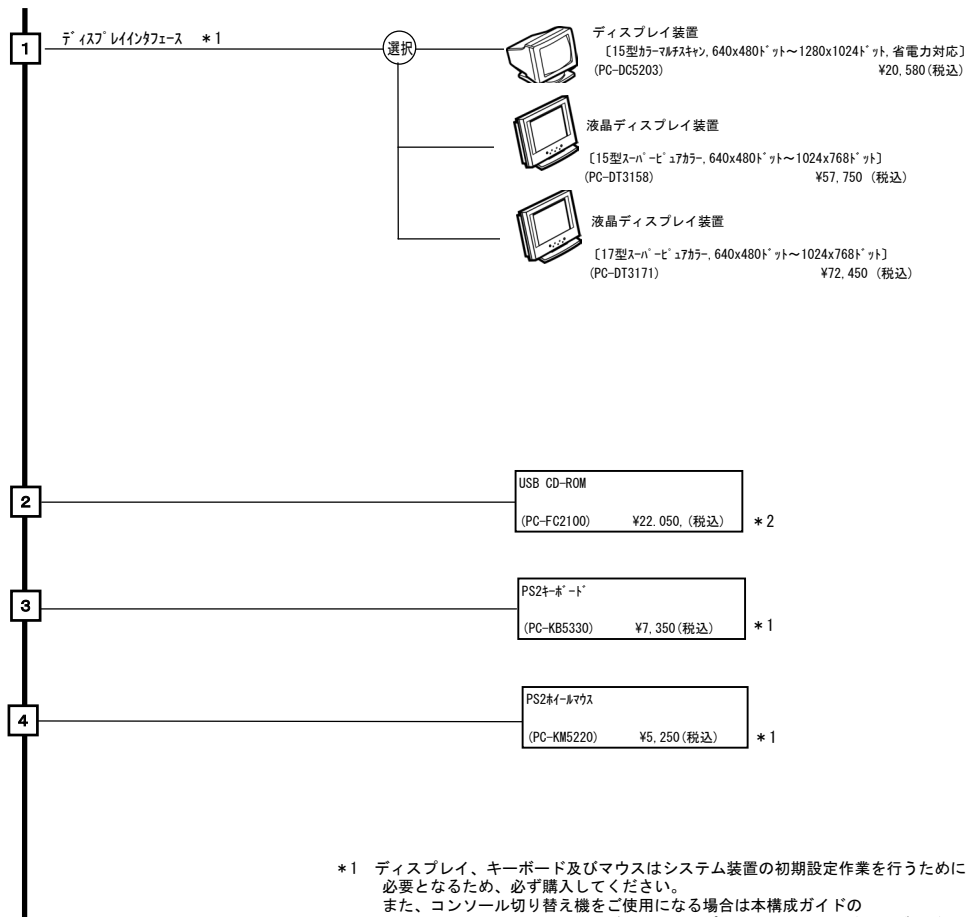 1
ﾃﾞｨｽﾌﾟﾚｲｲﾝﾀﾌｪｰｽ ＊1
選択
ディスプレイ装置
〔15型ｶﾗｰﾏﾙﾁｽｷｬﾝ, 640x480ﾄﾞｯﾄ～1280x1024ﾄﾞｯﾄ, 省電力対応〕
(PC-DC5203) ¥20,580(税込)
液晶ディスプレイ装置
〔15型ｽｰﾊﾟｰﾋﾟｭｱｶﾗｰ, 640x480ﾄﾞｯﾄ～1024x768ﾄﾞｯﾄ〕
(PC-DT3158) ¥57,750 (税込)
液晶ディスプレイ装置
〔17型ｽｰﾊﾟｰﾋﾟｭｱｶﾗｰ, 640x480ﾄﾞｯﾄ～1024x768ﾄﾞｯﾄ〕
(PC-DT3171) ¥72,450 (税込)
2
USB CD-ROM
(PC-FC2100) ¥22.050,(税込) ＊2
3
PS2ｷｰﾎﾞｰﾄﾞ
(PC-KB5330) ¥7,350(税込) ＊1
4
PS2ﾎｲｰﾙﾏｳｽ
(PC-KM5220) ¥5,250(税込) ＊1
＊1 ディスプレイ、キーボード及びマウスはシステム装置の初期設定作業を行うために
必要となるため、必ず購入してください。
また、コンソール切り替え機をご使用になる場合は本構成ガイドの